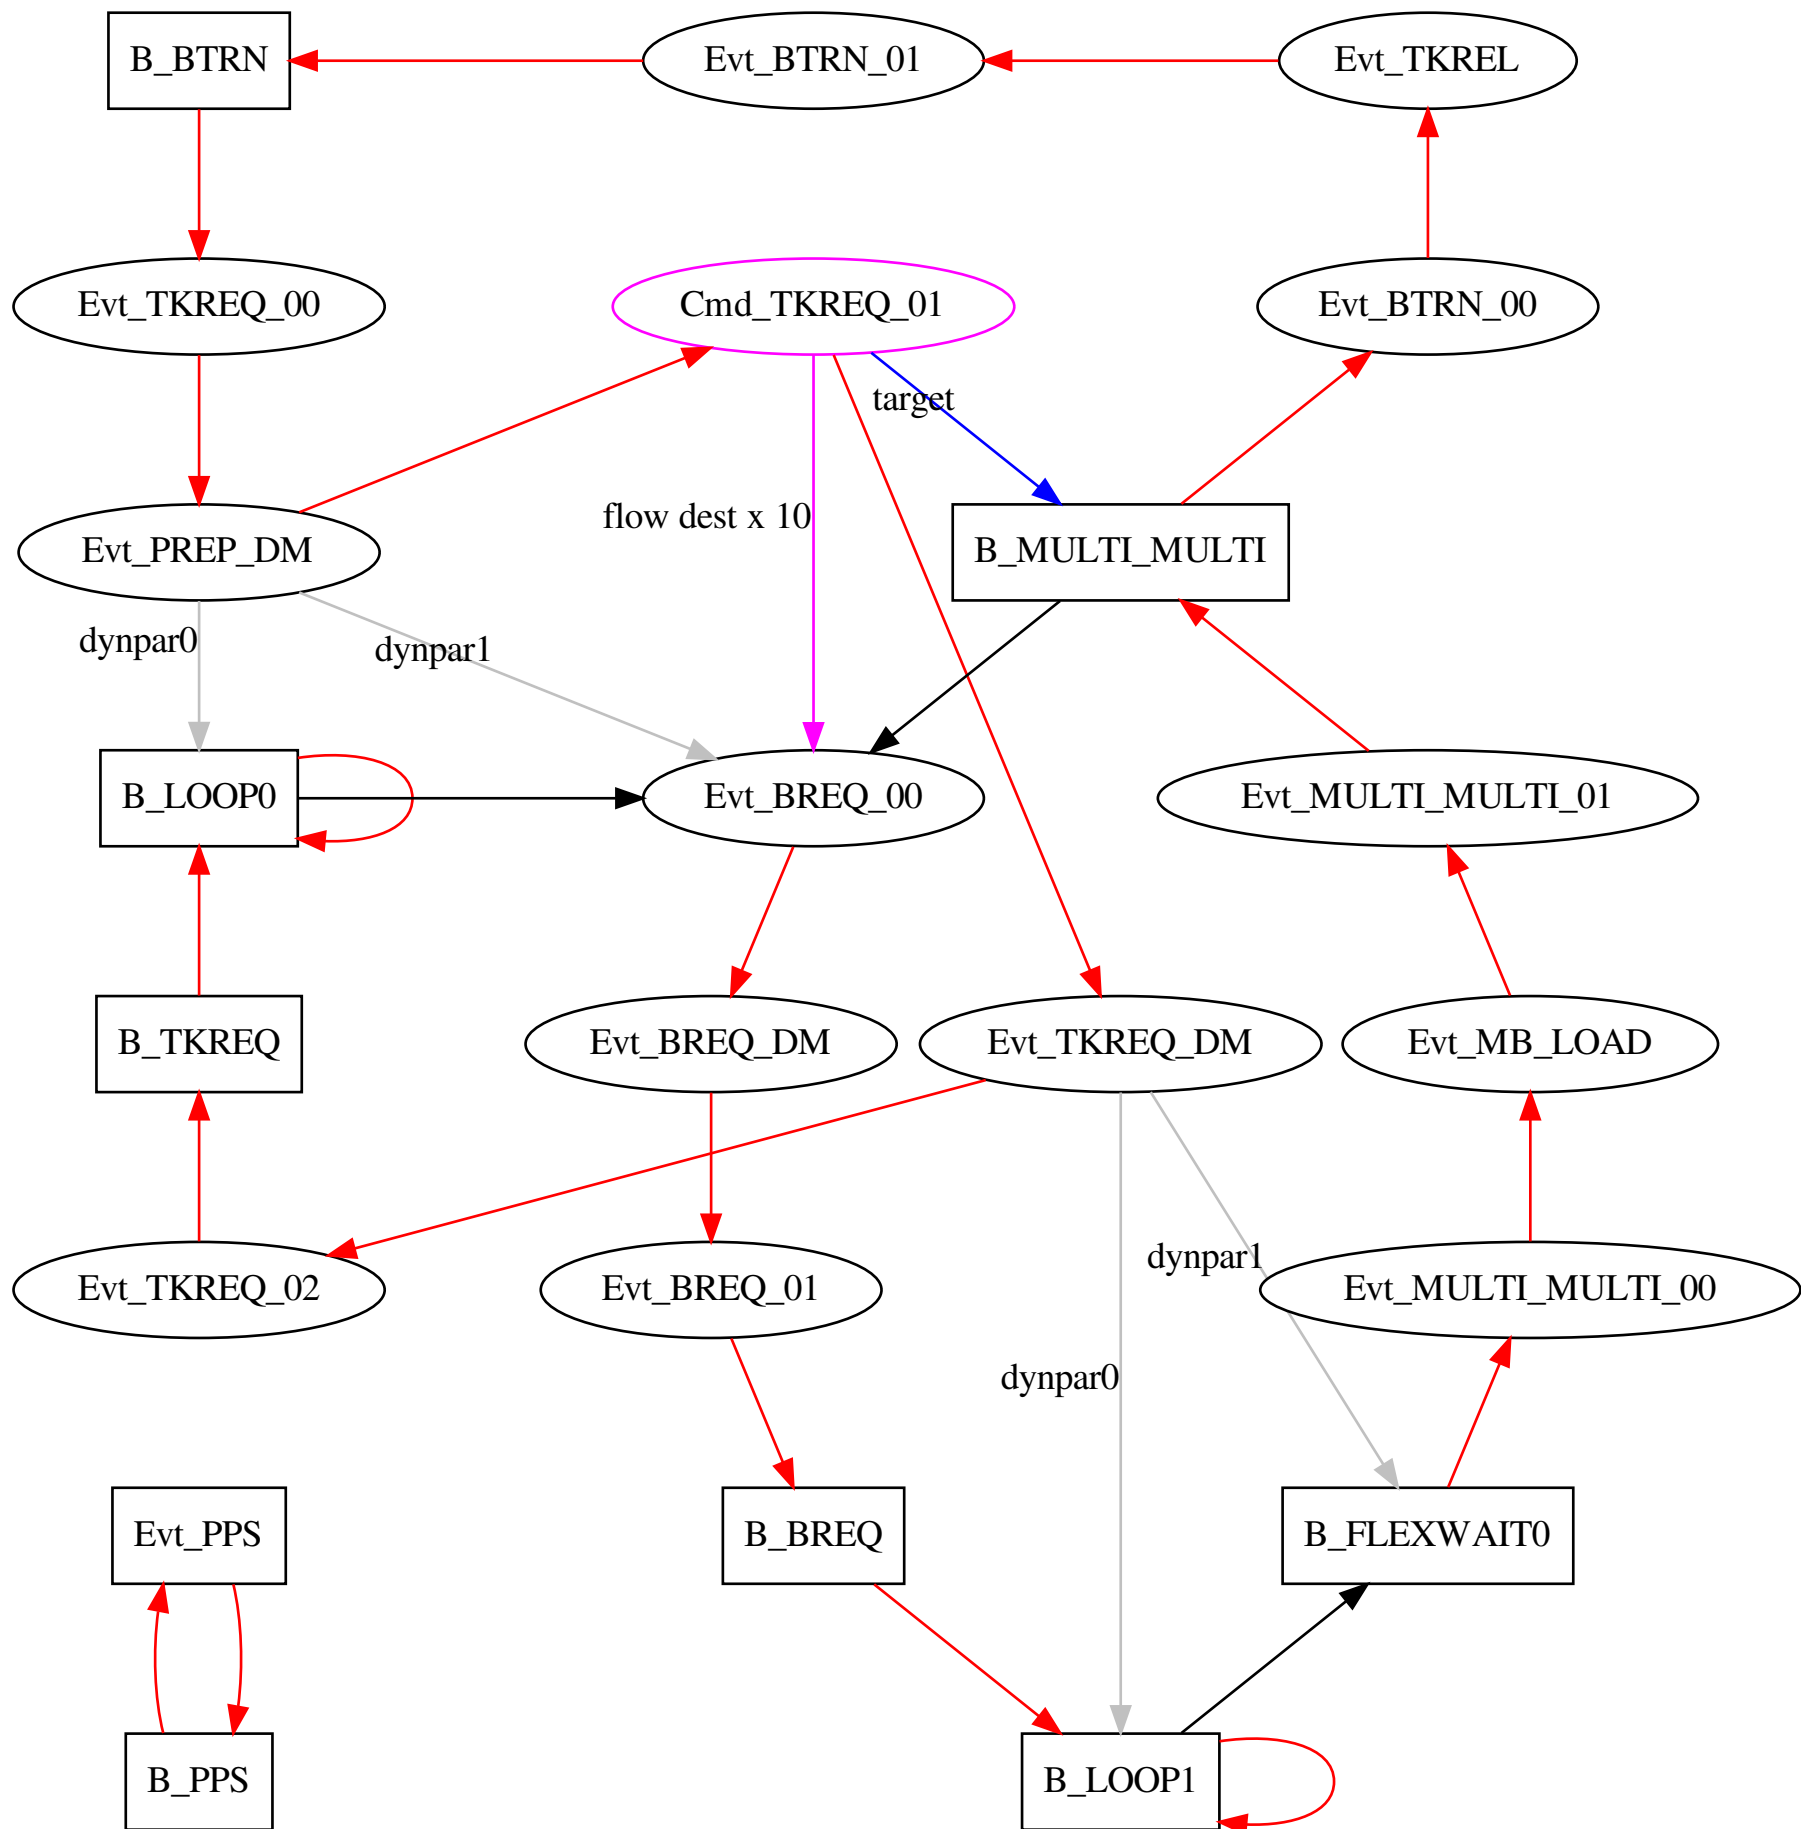 B_BTRN
Evt_BTRN_01
Evt_TKREL
Evt_TKREQ_00
Cmd_TKREQ_01
Evt_BTRN_00
target
flow dest x 10
Evt_PREP_DM
B_MULTI_MULTI
dynpar0
dynpar1
B_LOOP0
Evt_BREQ_00
Evt_MULTI_MULTI_01
B_TKREQ
Evt_BREQ_DM
Evt_TKREQ_DM
Evt_MB_LOAD
dynpar1
Evt_TKREQ_02
Evt_BREQ_01
Evt_MULTI_MULTI_00
dynpar0
Evt_PPS
B_BREQ
B_FLEXWAIT0
B_PPS
B_LOOP1